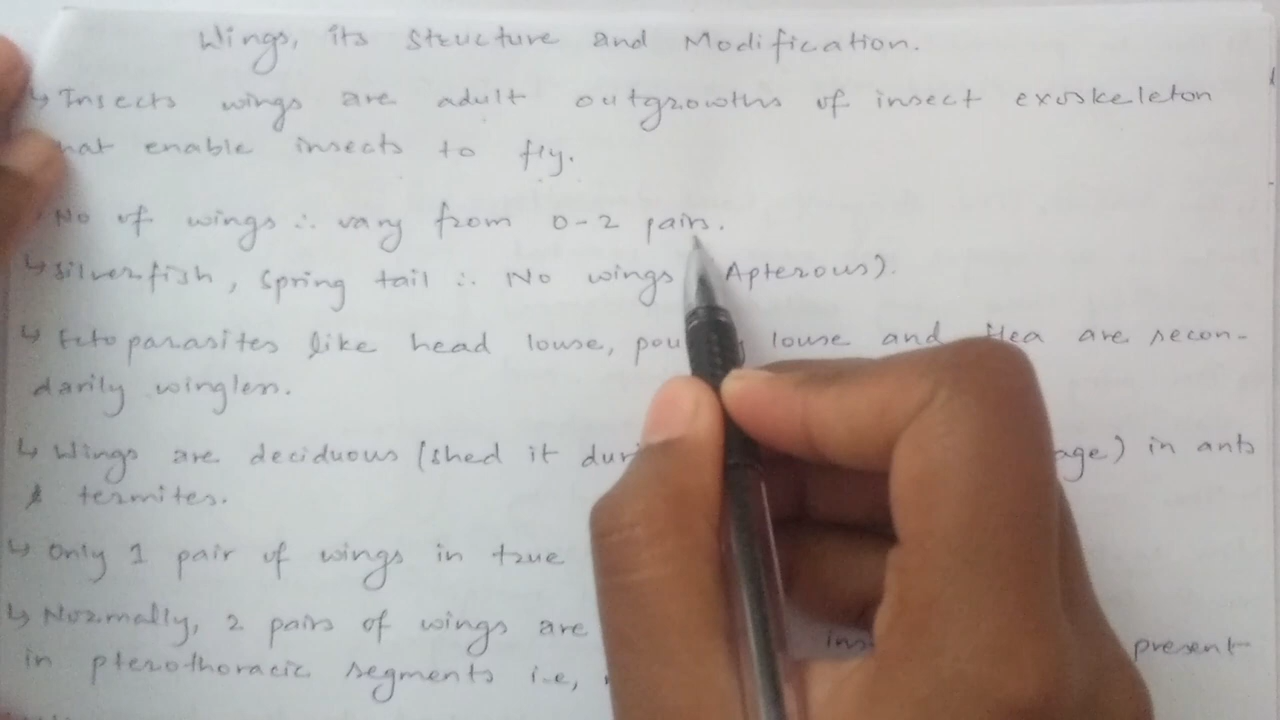 Wings, its Structure and Modification.
↳ Insects wings are adult outgrowths of insect exoskeleton
hat enable insects to fly.
No of wings ∴ vary from 0-2 pairs.
↳ Silverfish, Spring tail ∴ No wings Apterous).
↳ Ectoparasites like head louse, pou louse and flea are secon-
darily wingless.
↳ Wings are deciduous (shed it dur age) in ants
& termites.
↳ Only 1 pair of wings in true
↳ Normally, 2 pairs of wings are ins present
in pterothoracic segments i.e,